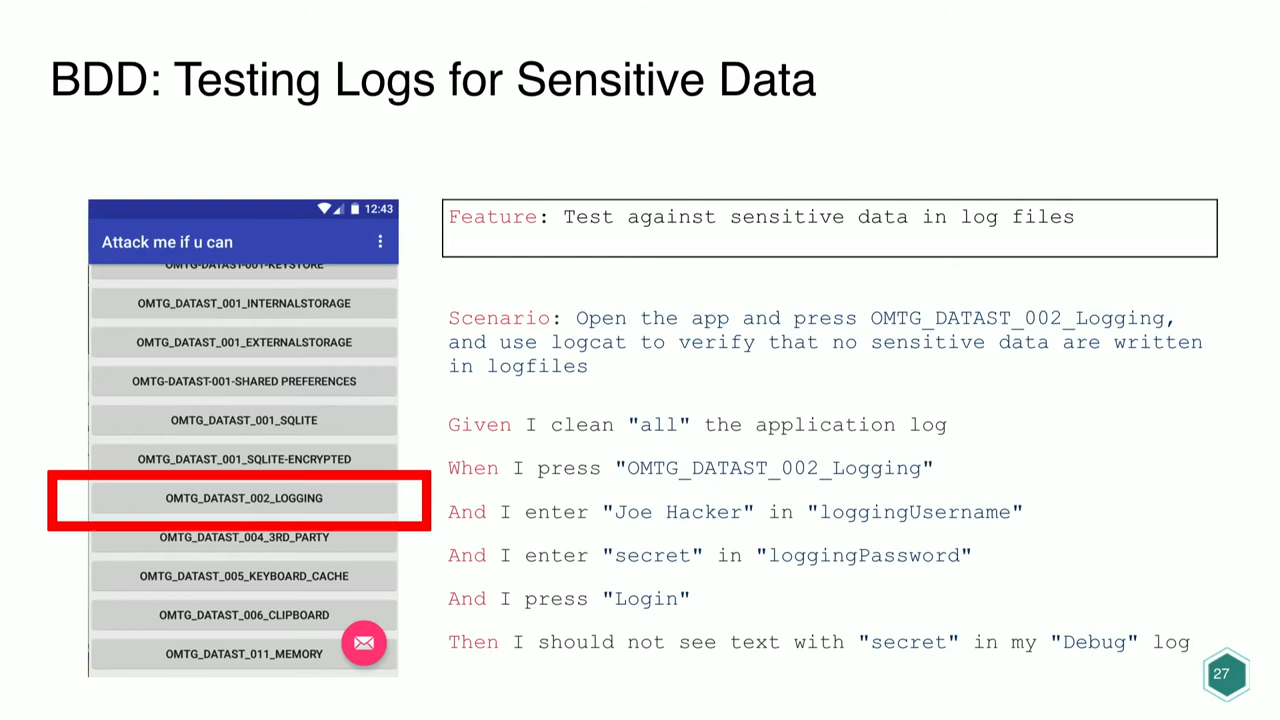 BDD: Testing Logs for Sensitive Data
12:43
Attack me if u can
OMTG-DATAST-001-KEYSTORE
OMTG_DATAST_001_INTERNALSTORAGE
OMTG_DATAST_001_EXTERNALSTORAGE
OMTG-DATAST-001-SHARED PREFERENCES
OMTG_DATAST_001_SQLITE
OMTG_DATAST_001_SQLITE-ENCRYPTED
OMTG_DATAST_002_LOGGING
OMTG_DATAST_004_3RD_PARTY
OMTG_DATAST_005_KEYBOARD_CACHE
OMTG_DATAST_006_CLIPBOARD
OMTG_DATAST_011_MEMORY
Feature: Test against sensitive data in log files
Scenario: Open the app and press OMTG_DATAST_002_Logging,
and use logcat to verify that no sensitive data are written
in logfiles
Given I clean "all" the application log
When I press "OMTG_DATAST_002_Logging"
And I enter "Joe Hacker" in "loggingUsername"
And I enter "secret" in "loggingPassword"
And I press "Login"
Then I should not see text with "secret" in my "Debug" log
27